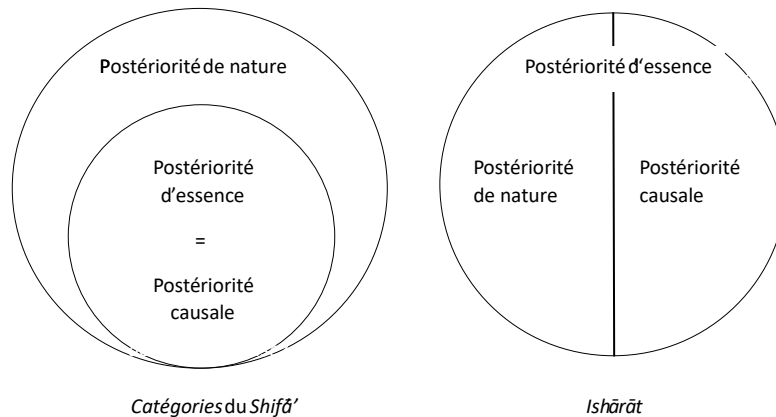 Postériorité de nature
Postériorité
d'essence
=
Postériorité
causale
Catégories du Shifā'
Postériorité d'essence
Postériorité
de nature
Postériorité
causale
Ishārāt